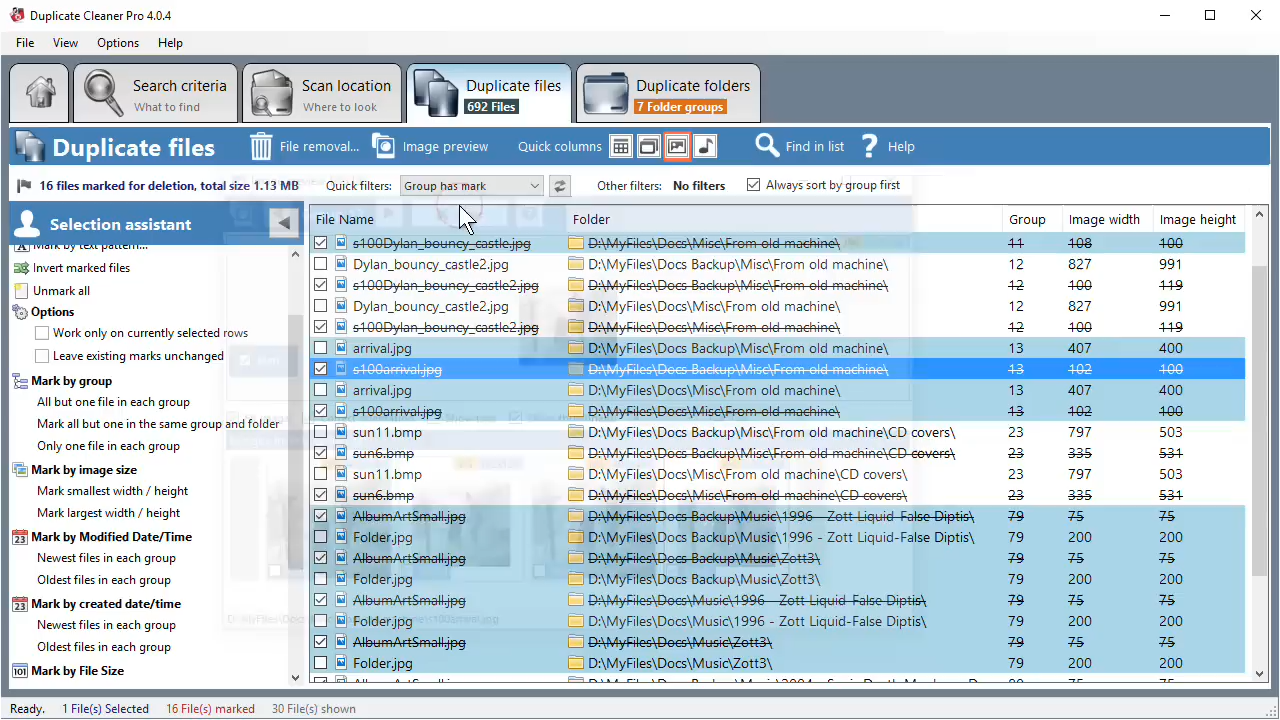 Duplicate Cleaner Pro 4.0.4
File View Options Help
Search criteria
What to find
Scan location
Where to look
Duplicate files
692 Files
Duplicate folders
7 Folder groups
Duplicate files File removal... Image preview Quick columns Find in list Help
16 files marked for deletion, total size 1.13 MB Quick filters: Group has mark Other filters: No filters Always sort by group first
Selection assistant
Mark by text pattern...
Invert marked files
Unmark all
Options
Work only on currently selected rows
Leave existing marks unchanged
Mark by group
All but one file in each group
Mark all but one in the same group and folder
Only one file in each group
Mark by image size
Mark smallest width / height
Mark largest width / height
23 Mark by Modified Date/Time
Newest files in each group
Oldest files in each group
23 Mark by created date/time
Newest files in each group
Oldest files in each group
101 Mark by File Size
File Name Folder Group Image width Image height
s100Dylan_bouncy_castle.jpg D:\MyFiles\Docs\Misc\From old machine\ 11 108 100
Dylan_bouncy_castle2.jpg D:\MyFiles\Docs Backup\Misc\From old machine\ 12 827 991
s100Dylan_bouncy_castle2.jpg D:\MyFiles\Docs Backup\Misc\From old machine\ 12 100 119
Dylan_bouncy_castle2.jpg D:\MyFiles\Docs\Misc\From old machine\ 12 827 991
s100Dylan_bouncy_castle2.jpg D:\MyFiles\Docs\Misc\From old machine\ 12 100 119
arrival.jpg D:\MyFiles\Docs Backup\Misc\From old machine\ 13 407 400
s100arrival.jpg D:\MyFiles\Docs Backup\Misc\From old machine\ 13 102 100
arrival.jpg D:\MyFiles\Docs\Misc\From old machine\ 13 407 400
s100arrival.jpg D:\MyFiles\Docs\Misc\From old machine\ 13 102 100
sun11.bmp D:\MyFiles\Docs Backup\Misc\From old machine\CD covers\ 23 797 503
sun6.bmp D:\MyFiles\Docs Backup\Misc\From old machine\CD covers\ 23 335 531
sun11.bmp D:\MyFiles\Docs\Misc\From old machine\CD covers\ 23 797 503
sun6.bmp D:\MyFiles\Docs\Misc\From old machine\CD covers\ 23 335 531
AlbumArtSmall.jpg D:\MyFiles\Docs Backup\Music\1996 - Zott Liquid-False Diptis\ 79 75 75
Folder.jpg D:\MyFiles\Docs Backup\Music\1996 - Zott Liquid-False Diptis\ 79 200 200
AlbumArtSmall.jpg D:\MyFiles\Docs Backup\Music\Zott3\ 79 75 75
Folder.jpg D:\MyFiles\Docs Backup\Music\Zott3\ 79 200 200
AlbumArtSmall.jpg D:\MyFiles\Docs\Music\1996 - Zott Liquid-False Diptis\ 79 75 75
Folder.jpg D:\MyFiles\Docs\Music\1996 - Zott Liquid-False Diptis\ 79 200 200
AlbumArtSmall.jpg D:\MyFiles\Docs\Music\Zott3\ 79 75 75
Folder.jpg D:\MyFiles\Docs\Music\Zott3\ 79 200 200
Ready. 1 File(s) Selected 16 File(s) marked 30 File(s) shown